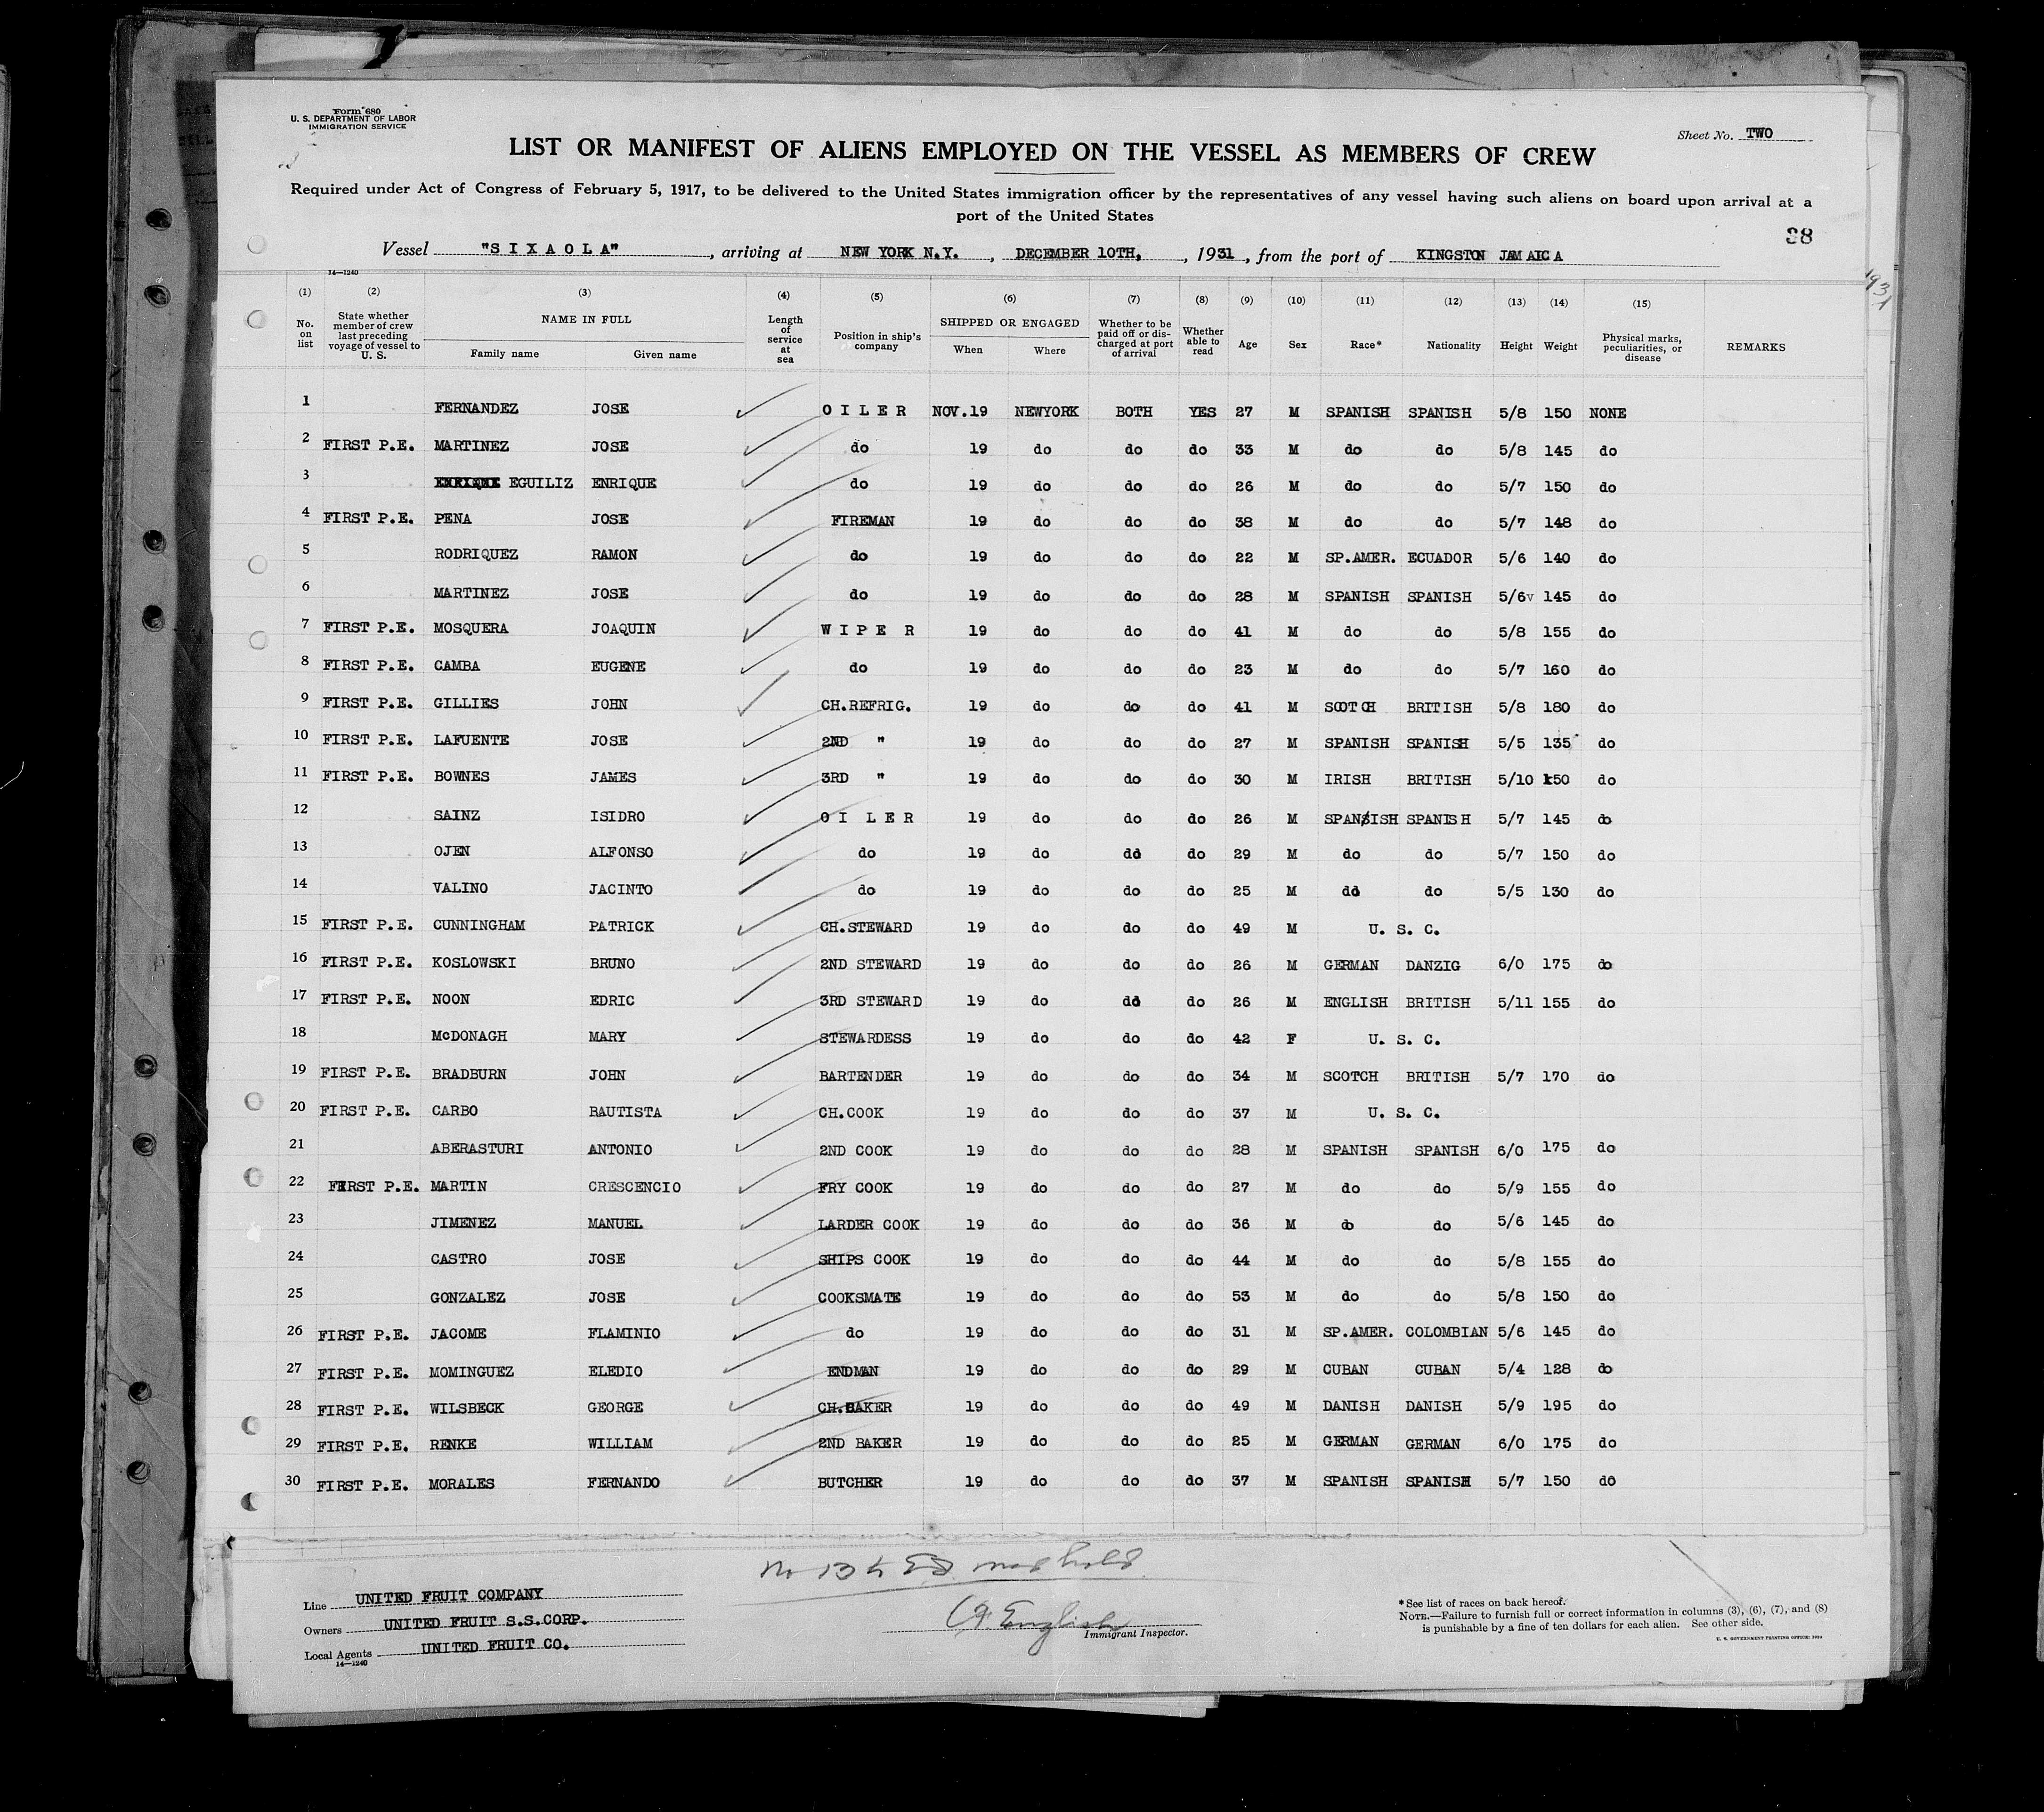 Form 680
U. S. DEPARTMENT OF LABOR
IMMIGRATION SERVICE
Sheet No. TWO
LIST OR MANIFEST OF ALIENS EMPLOYED ON THE VESSEL AS MEMBERS OF CREW
Required under Act of Congress of February 5, 1917, to be delivered to the United States immigration officer by the representatives of any vessel having such aliens on board upon arrival at a
port of the United States
38
Vessel "SIXAOLA", arriving at NEW YORK N.Y., DECEMBER 10TH, , 1931, from the port of KINGSTON JAMAICA
14—1240
(1) (2) (3) (4) (5) (6) (7) (8) (9) (10) (11) (12) (13) (14) (15)
No. on list State whether member of crew last preceding voyage of vessel to U. S. NAME IN FULL Family name Given name Length of service at sea Position in ship's company SHIPPED OR ENGAGED When Where Whether to be paid off or discharged at port of arrival Whether able to read Age Sex Race* Nationality Height Weight Physical marks, peculiarities, or disease REMARKS
1 FERNANDEZ JOSE OILER NOV.19 NEWYORK BOTH YES 27 M SPANISH SPANISH 5/8 150 NONE
2 FIRST P.E. MARTINEZ JOSE do 19 do do do 33 M do do 5/8 145 do
3 EGUILIZ ENRIQUE do 19 do do do 26 M do do 5/7 150 do
4 FIRST P.E. PENA JOSE FIREMAN 19 do do do 38 M do do 5/7 148 do
5 RODRIQUEZ RAMON do 19 do do do 22 M SP.AMER. ECUADOR 5/6 140 do
6 MARTINEZ JOSE do 19 do do do 28 M SPANISH SPANISH 5/6v 145 do
7 FIRST P.E. MOSQUERA JOAQUIN WIPER 19 do do do 41 M do do 5/8 155 do
8 FIRST P.E. CAMBA EUGENE do 19 do do do 23 M do do 5/7 160 do
9 FIRST P.E. GILLIES JOHN CH.REFRIG. 19 do do do 41 M SCOTCH BRITISH 5/8 180 do
10 FIRST P.E. LAFUENTE JOSE 2ND " 19 do do do 27 M SPANISH SPANISH 5/5 135 do
11 FIRST P.E. BOWNES JAMES 3RD " 19 do do do 30 M IRISH BRITISH 5/10 150 do
12 SAINZ ISIDRO OILER 19 do do do 26 M SPANISH SPANISH 5/7 145 do
13 OJEN ALFONSO do 19 do do do 29 M do do 5/7 150 do
14 VALINO JACINTO do 19 do do do 25 M do do 5/5 130 do
15 FIRST P.E. CUNNINGHAM PATRICK CH.STEWARD 19 do do do 49 M U. S. C.
16 FIRST P.E. KOSLOWSKI BRUNO 2ND STEWARD 19 do do do 26 M GERMAN DANZIG 6/0 175 do
17 FIRST P.E. NOON EDRIC 3RD STEWARD 19 do do do 26 M ENGLISH BRITISH 5/11 155 do
18 McDONAGH MARY STEWARDESS 19 do do do 42 F U. S. C.
19 FIRST P.E. BRADBURN JOHN BARTENDER 19 do do do 34 M SCOTCH BRITISH 5/7 170 do
20 FIRST P.E. CARBO BAUTISTA CH.COOK 19 do do do 37 M U. S. C.
21 ABERASTURI ANTONIO 2ND COOK 19 do do do 28 M SPANISH SPANISH 6/0 175 do
22 FIRST P.E. MARTIN CRESCENCIO FRY COOK 19 do do do 27 M do do 5/9 155 do
23 JIMENEZ MANUEL LARDER COOK 19 do do do 36 M do do 5/6 145 do
24 CASTRO JOSE SHIPS COOK 19 do do do 44 M do do 5/8 155 do
25 GONZALEZ JOSE COOKSMATE 19 do do do 53 M do do 5/8 150 do
26 FIRST P.E. JACOME FLAMINIO do 19 do do do 31 M SP.AMER. COLOMBIAN 5/6 145 do
27 FIRST P.E. MOMINGUEZ ELEDIO ENDMAN 19 do do do 29 M CUBAN CUBAN 5/4 128 do
28 FIRST P.E. WILSBECK GEORGE CH.BAKER 19 do do do 49 M DANISH DANISH 5/9 195 do
29 FIRST P.E. RENKE WILLIAM 2ND BAKER 19 do do do 25 M GERMAN GERMAN 6/0 175 do
30 FIRST P.E. MORALES FERNANDO BUTCHER 19 do do do 37 M SPANISH SPANISH 5/7 150 do
Line UNITED FRUIT COMPANY
Owners UNITED FRUIT S.S.CORP.
Local Agents UNITED FRUIT CO.
14—1240
English
Immigrant Inspector.
*See list of races on back hereof.
NOTE.—Failure to furnish full or correct information in columns (3), (6), (7), and (8)
is punishable by a fine of ten dollars for each alien. See other side.